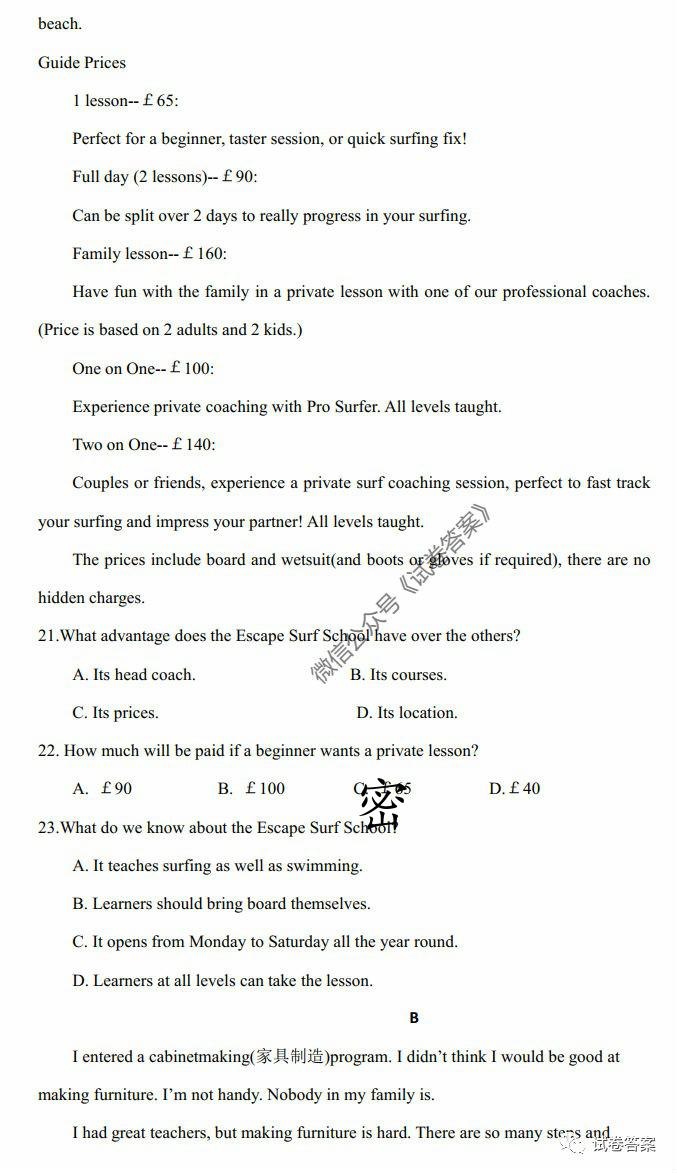 beach.
Guide Prices
1 lesson--￡65:
Perfect for a beginner, taster session, or quick surfing fix!
Full day (2 lessons)--￡90:
Can be split over 2 days to really progress in your surfing.
Family lesson--￡160:
Have fun with the family in a private lesson with one of our professional coaches.
(Price is based on 2 adults and 2 kids.)
One on One--￡100:
Experience private coaching with Pro Surfer. All levels taught.
Two on One--￡140:
Couples or friends, experience a private surf coaching session, perfect to fast track
your surfing and impress your partner! All levels taught.
The prices include board and wetsuit(and boots or gloves if required), there are no
hidden charges.
微信公众号《试卷答案》
21.What advantage does the Escape Surf School have over the others?
A. Its head coach. B. Its courses.
C. Its prices. D. Its location.
22. How much will be paid if a beginner wants a private lesson?
A. ￡90 B. ￡100 C. ￡65 D.￡40
密
23.What do we know about the Escape Surf School?
A. It teaches surfing as well as swimming.
B. Learners should bring board themselves.
C. It opens from Monday to Saturday all the year round.
D. Learners at all levels can take the lesson.
B
I entered a cabinetmaking(家具制造)program. I didn't think I would be good at
making furniture. I'm not handy. Nobody in my family is.
I had great teachers, but making furniture is hard. There are so many steps and
试卷答案